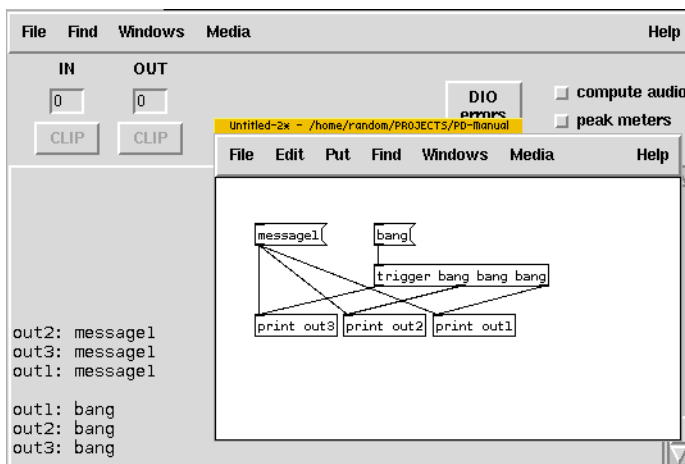 File Find Windows Media Help
IN OUT
0 0
DIO
errors
compute audio
peak meters
CLIP CLIP
Untitled-2* - /home/random/PROJECTS/PD-Manual
File Edit Put Find Windows Media Help
message1 bang
trigger bang bang bang
print out3 print out2 print out1
out2: message1
out3: message1
out1: message1
out1: bang
out2: bang
out3: bang